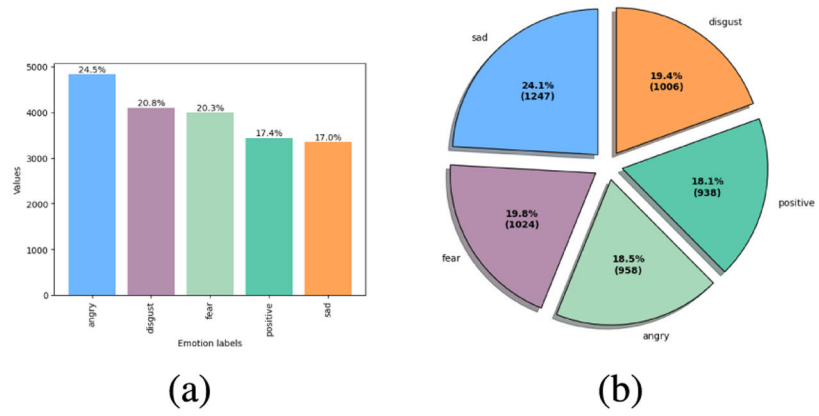 5000
4000
3000
2000
1000
0
Values
24.5%
20.8%
20.3%
17.4%
17.0%
angry
disgust
fear
positive
sad
Emotion labels
(a)
sad
24.1%
(1247)
disgust
19.4%
(1006)
18.1%
(938)
positive
19.8%
(1024)
fear
18.5%
(958)
angry
(b)